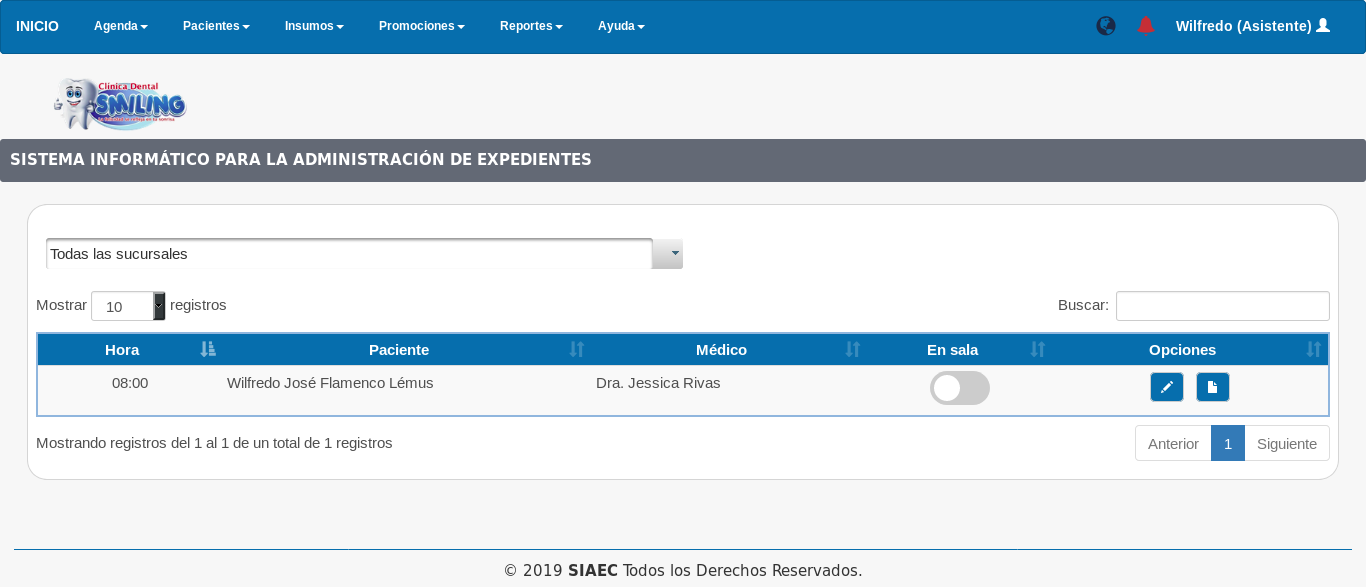 INICIO Agenda Pacientes Insumos Promociones Reportes Ayuda Wilfredo (Asistente)
Clínica Dental
SMILING
SISTEMA INFORMÁTICO PARA LA ADMINISTRACIÓN DE EXPEDIENTES
Todas las sucursales
Mostrar 10 registros Buscar:
Hora Paciente Médico En sala Opciones
08:00 Wilfredo José Flamenco Lémus Dra. Jessica Rivas
Mostrando registros del 1 al 1 de un total de 1 registros Anterior 1 Siguiente
© 2019 SIAEC Todos los Derechos Reservados.